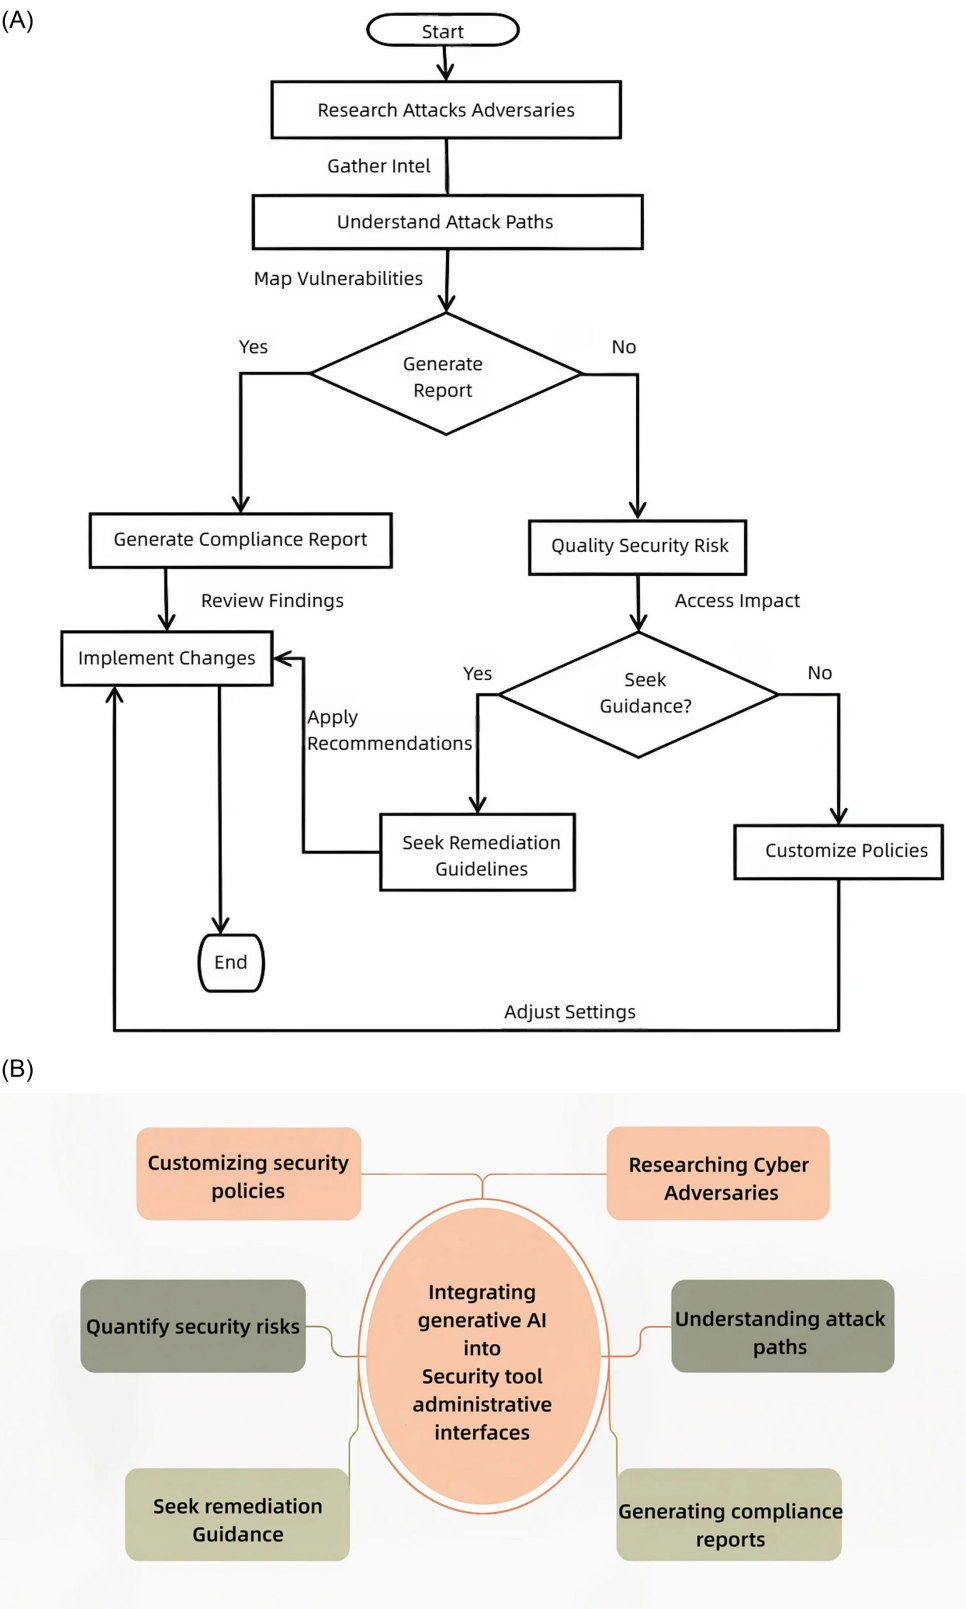 (A)
Start
Research Attacks Adversaries
Gather Intel
Understand Attack Paths
Map Vulnerabilities
Yes
No
Generate
Report
Generate Compliance Report
Quality Security Risk
Review Findings
Access Impact
Implement Changes
Yes
No
Seek
Guidance?
Apply
Recommendations
Seek Remediation
Guidelines
Customize Policies
End
Adjust Settings
(B)
Customizing security
policies
Researching Cyber
Adversaries
Quantify security risks
Integrating
generative AI
into
Security tool
administrative
interfaces
Understanding attack
paths
Seek remediation
Guidance
Generating compliance
reports